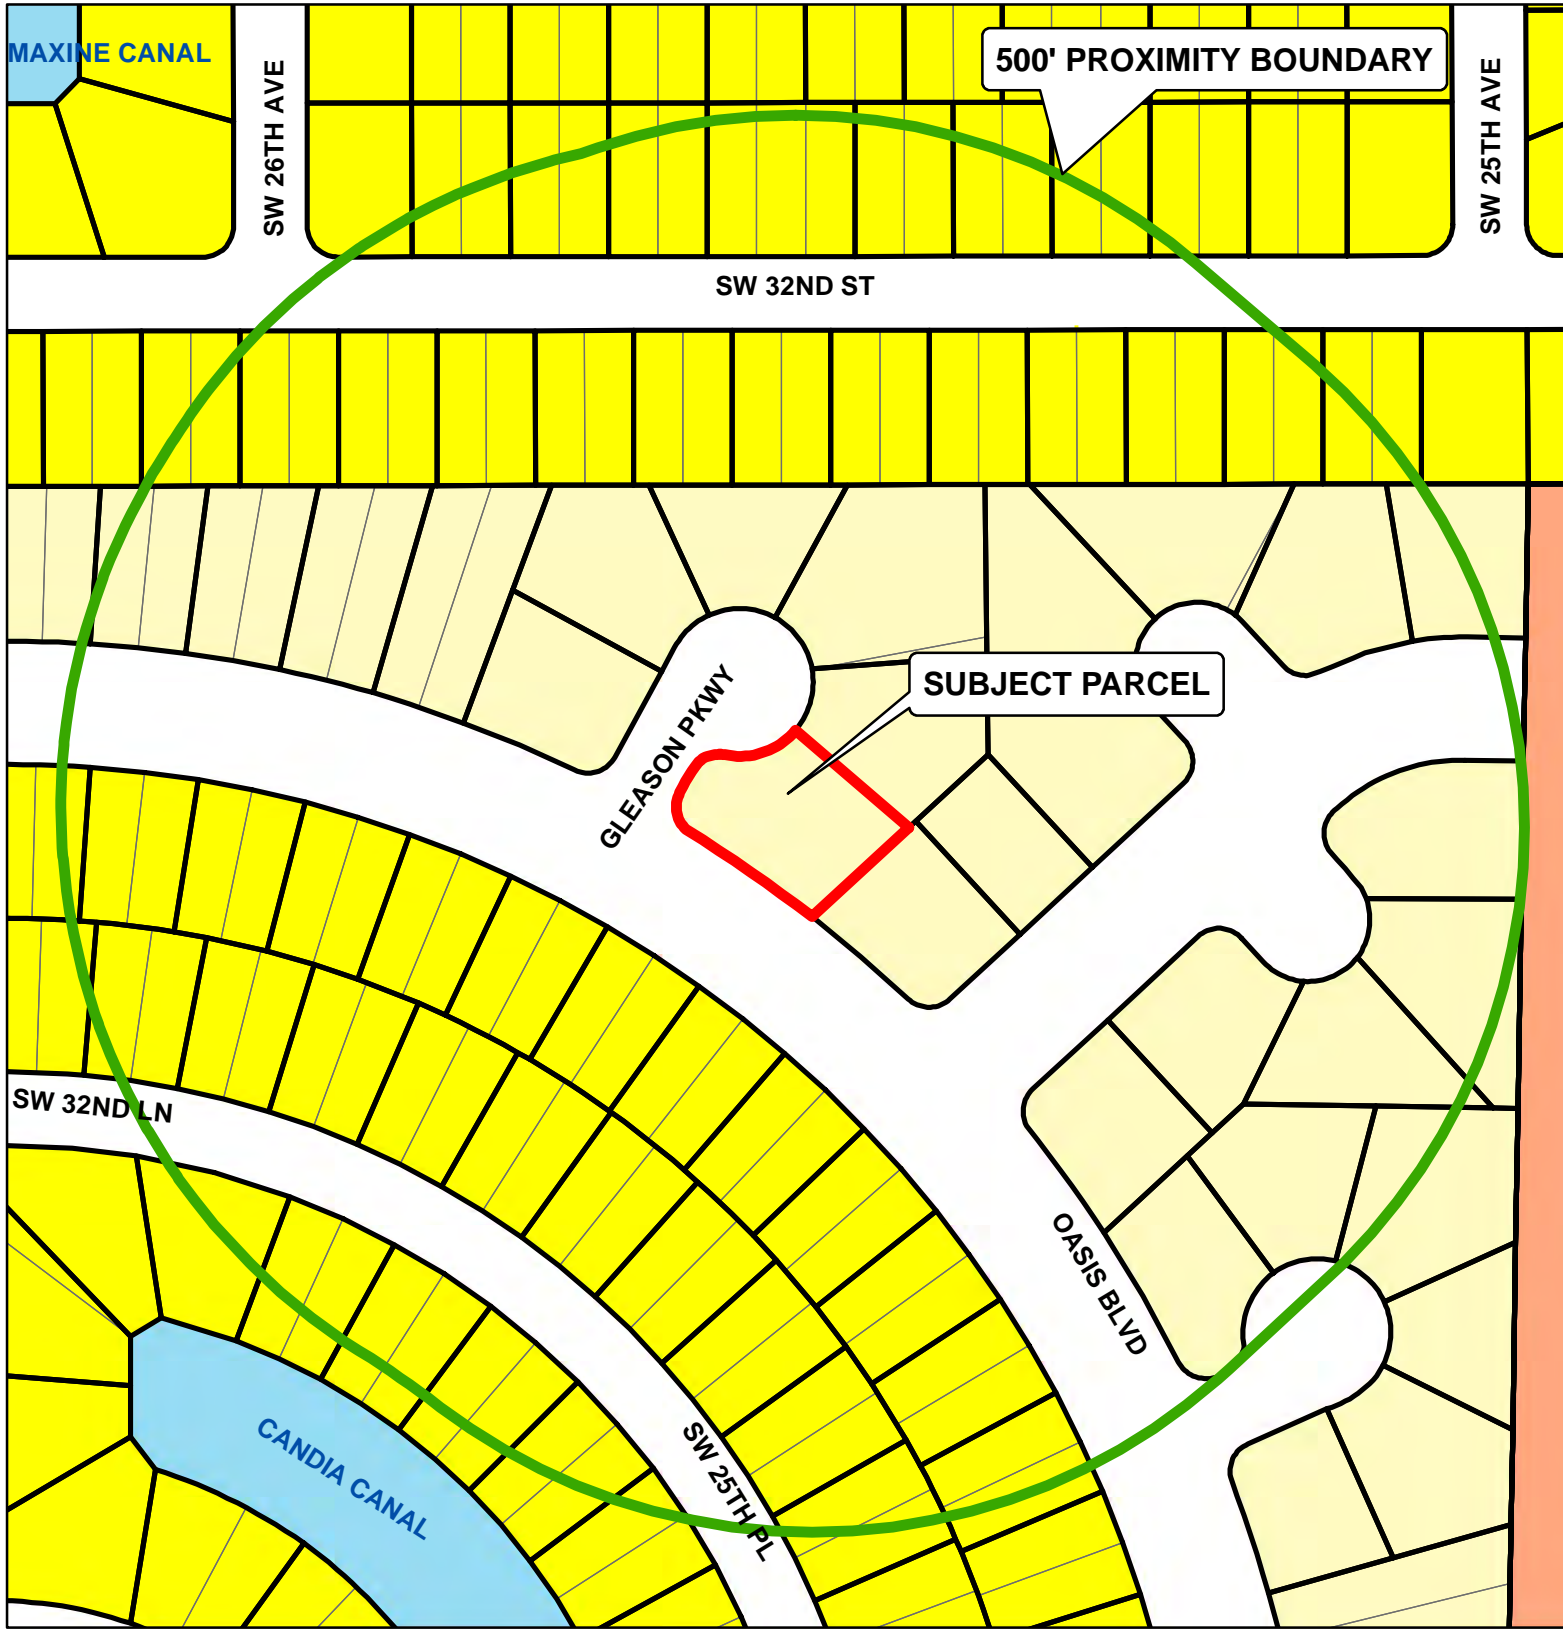 MAXINE CANAL
SW 26TH AVE
500' PROXIMITY BOUNDARY
SW 25TH AVE
SW 32ND ST
SUBJECT PARCEL
GLEASON PKWY
SW 32ND LN
OASIS BLVD
CANDIA CANAL
SW 25TH PL